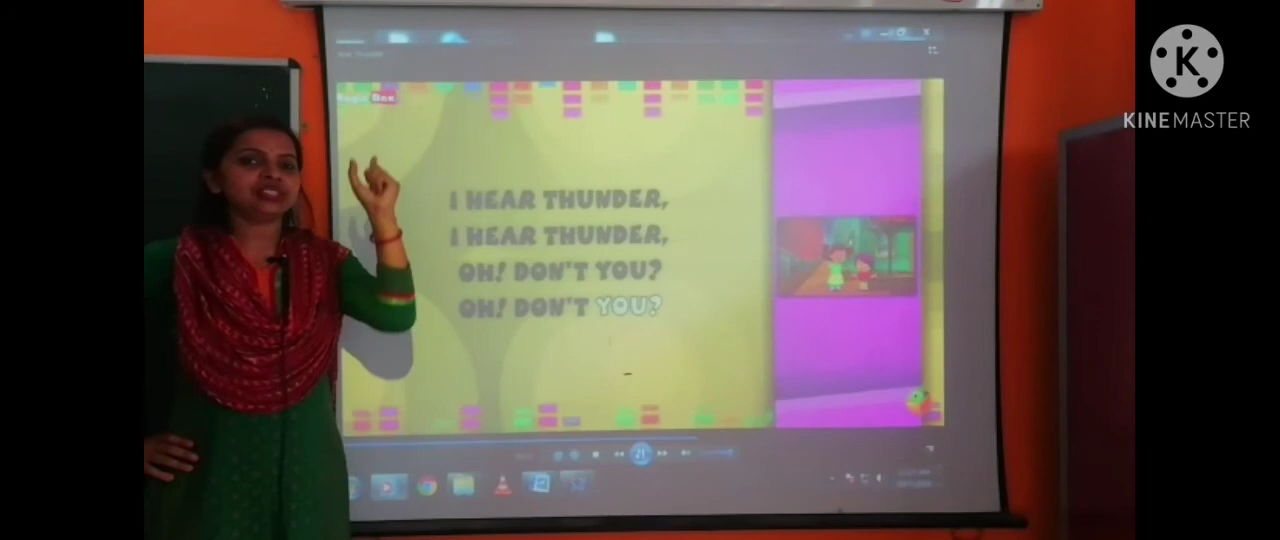 I HEAR THUNDER,
I HEAR THUNDER,
OH! DON'T YOU?
OH! DON'T YOU?
K
KINEMASTER